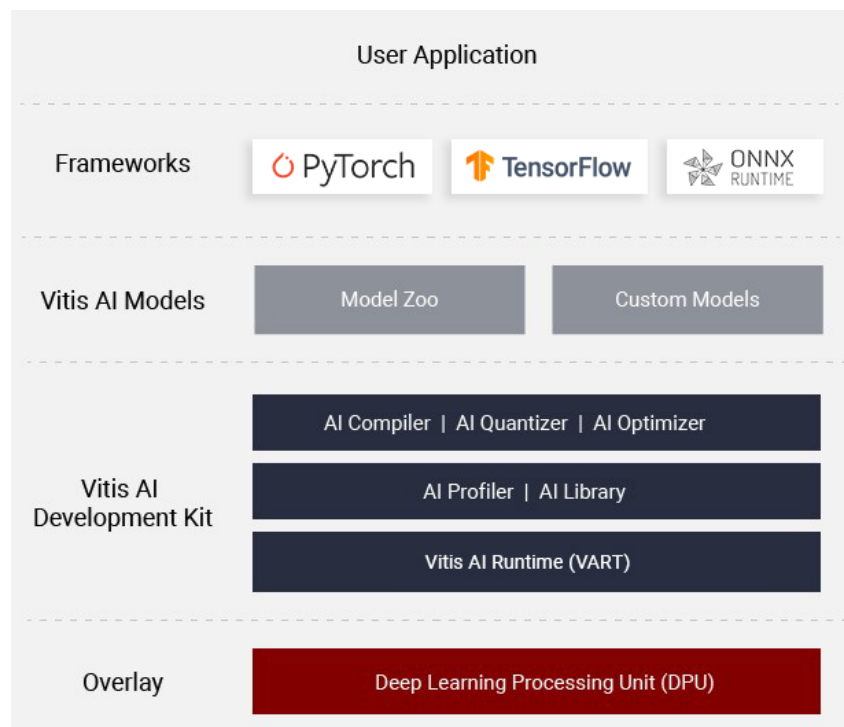 User Application
Frameworks
PyTorch
TensorFlow
ONNX
RUNTIME
Vitis AI Models
Model Zoo
Custom Models
Vitis AI
Development Kit
AI Compiler | AI Quantizer | AI Optimizer
AI Profiler | AI Library
Vitis AI Runtime (VART)
Overlay
Deep Learning Processing Unit (DPU)